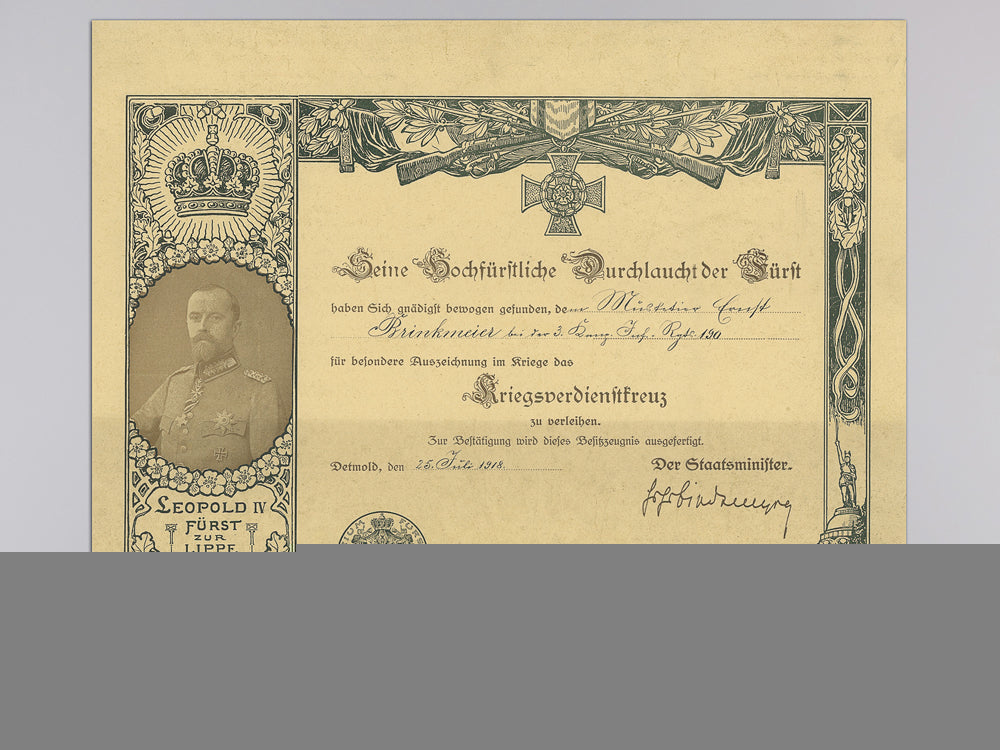 Seine Hochfürstliche Durchlaucht der Fürst
haben Sich gnädigst bewogen gefunden, dem Musketier Ernst
Brinkmeier bei der 3. Komp. Inf. Rgts. 190
für besondere Auszeichnung im Kriege das
Kriegsverdienstkreuz
zu verleihen.
Zur Bestätigung wird dieses Besitzzeugnis ausgefertigt.
Detmold, den 25. Juli 1918.
Der Staatsminister.
LEOPOLD IV
FÜRST
ZUR
LIPPE